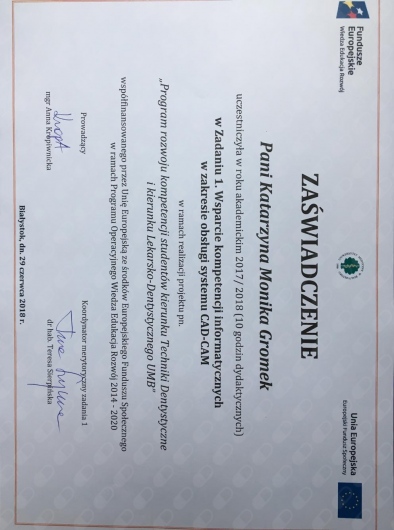 Fundusze
Europejskie
Wiedza Edukacja Rozwój
Unia Europejska
Europejski Fundusz Społeczny
ZAŚWIADCZENIE
Pani Katarzyna Monika Gromek
uczestniczyła w roku akademickim 2017/ 2018 (10 godzin dydaktycznych)
w Zadaniu 1. Wsparcie kompetencji informatycznych
w zakresie obsługi systemu CAD-CAM
w ramach realizacji projektu pn.
„Program rozwoju kompetencji studentów kierunku Techniki Dentystyczne
i kierunku Lekarsko-Dentystycznego UMB”
współfinansowanego przez Unię Europejską ze środków Europejskiego Funduszu Społecznego
w ramach Programu Operacyjnego Wiedza Edukacja Rozwój 2014 - 2020
Prowadzący
mgr Anna Kropiwnicka
Koordynator merytoryczny zadania 1
dr hab. Teresa Sierpińska
Białystok, dn. 29 czerwca 2018 r.